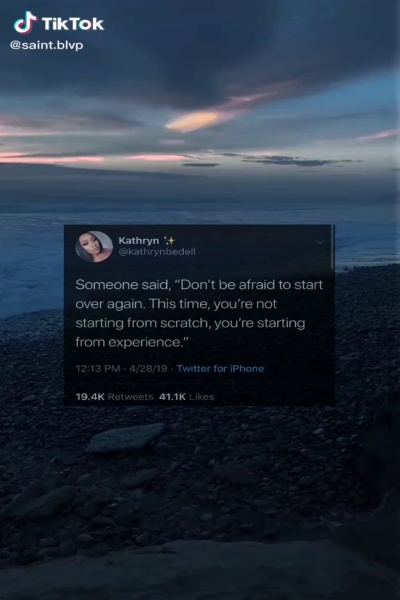 TikTok
@saint.blvp
Kathryn ✨
@kathrynbedell
Someone said, “Don’t be afraid to start
over again. This time, you’re not
starting from scratch, you’re starting
from experience.”
12:13 PM · 4/28/19 · Twitter for iPhone
19.4K Retweets 41.1K Likes